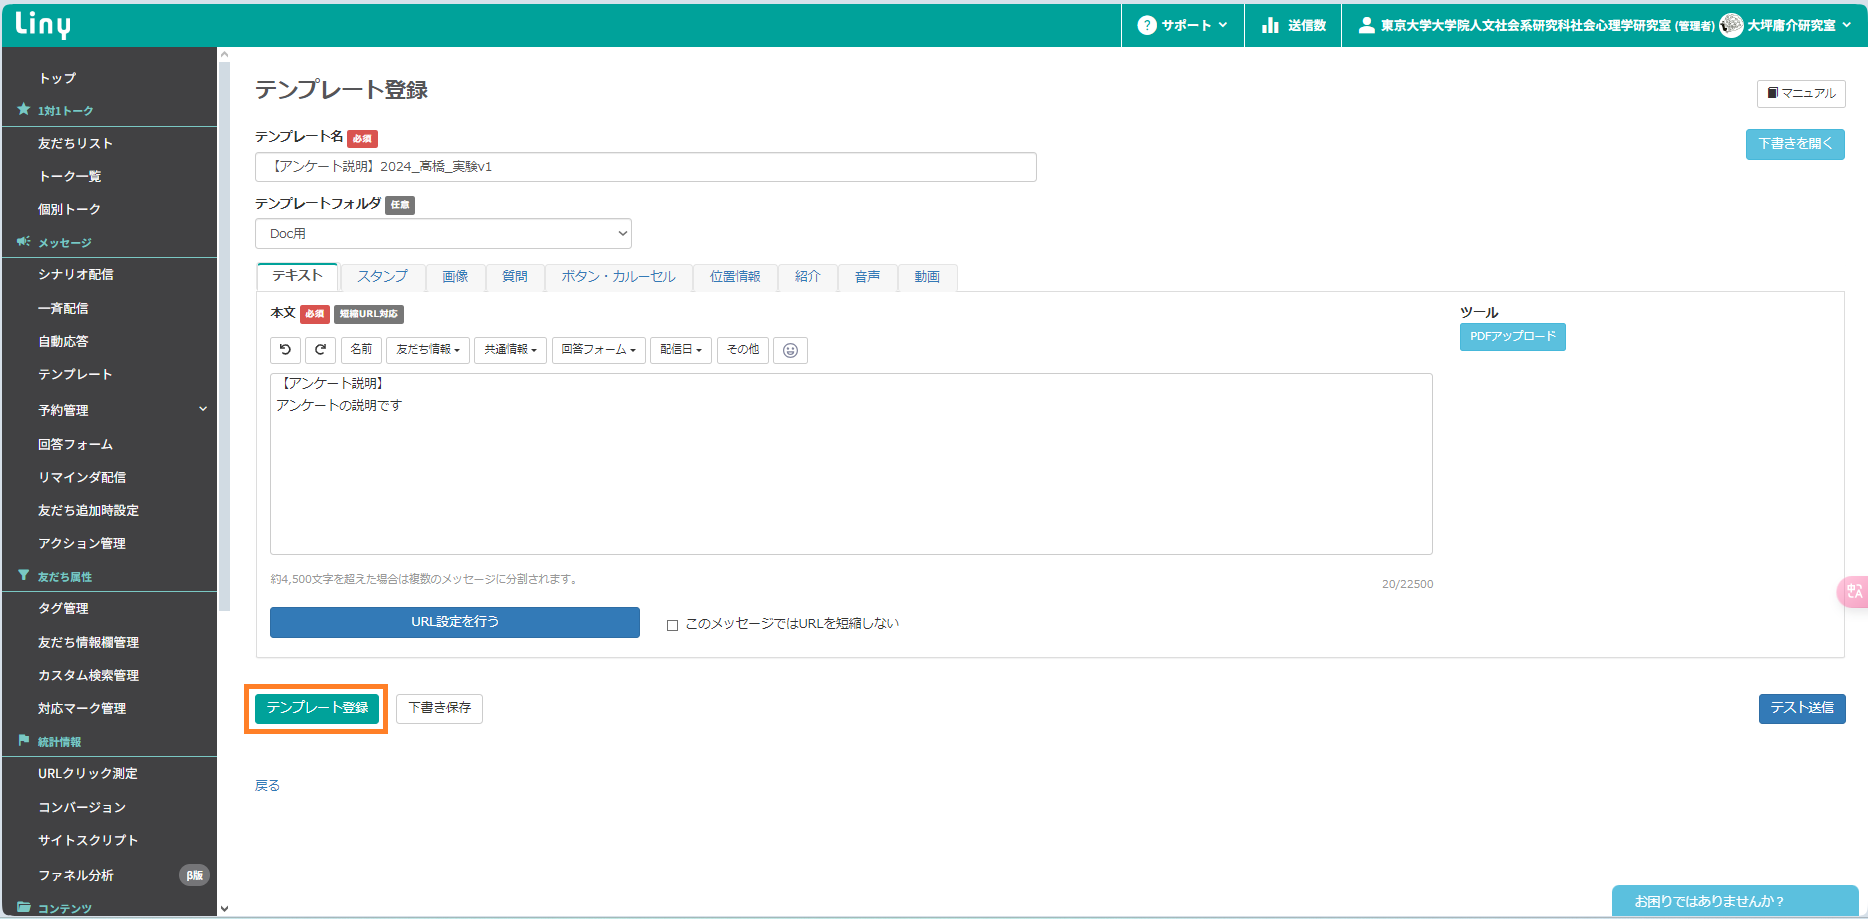 Liny
? サポート
送信数
東京大学大学院人文社会系研究科社会心理学研究室 (管理者) 大坪庸介研究室
トップ
1対1トーク
友だちリスト
トーク一覧
個別トーク
メッセージ
シナリオ配信
一斉配信
自動応答
テンプレート
予約管理
回答フォーム
リマインダ配信
友だち追加時設定
アクション管理
友だち属性
タグ管理
友だち情報欄管理
カスタム検索管理
対応マーク管理
統計情報
URLクリック測定
コンバージョン
サイトスクリプト
ファネル分析 β版
コンテンツ
テンプレート登録
マニュアル
下書きを開く
テンプレート名 必須
【アンケート説明】2024_高橋_実験v1
テンプレートフォルダ 任意
Doc用
テキスト スタンプ 画像 質問 ボタン・カルーセル 位置情報 紹介 音声 動画
本文 必須 短縮URL対応
名前 友だち情報 共通情報 回答フォーム 配信日 その他
【アンケート説明】
アンケートの説明です
約4,500文字を超えた場合は複数のメッセージに分割されます。
20/22500
URL設定を行う
このメッセージではURLを短縮しない
ツール
PDFアップロード
テンプレート登録 下書き保存
テスト送信
戻る
お困りではありませんか？